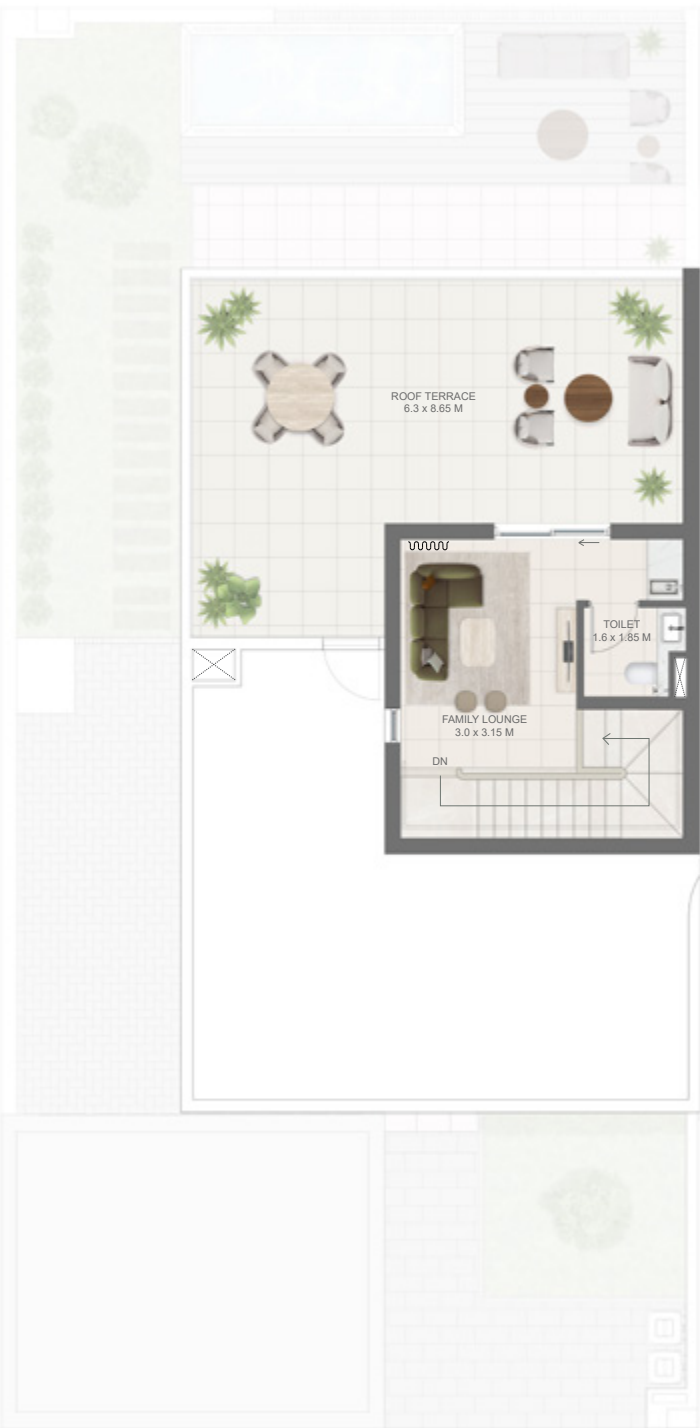 ROOF TERRACE
6.3 x 8.65 M
TOILET
1.6 x 1.85 M
FAMILY LOUNGE
3.0 x 3.15 M
DN